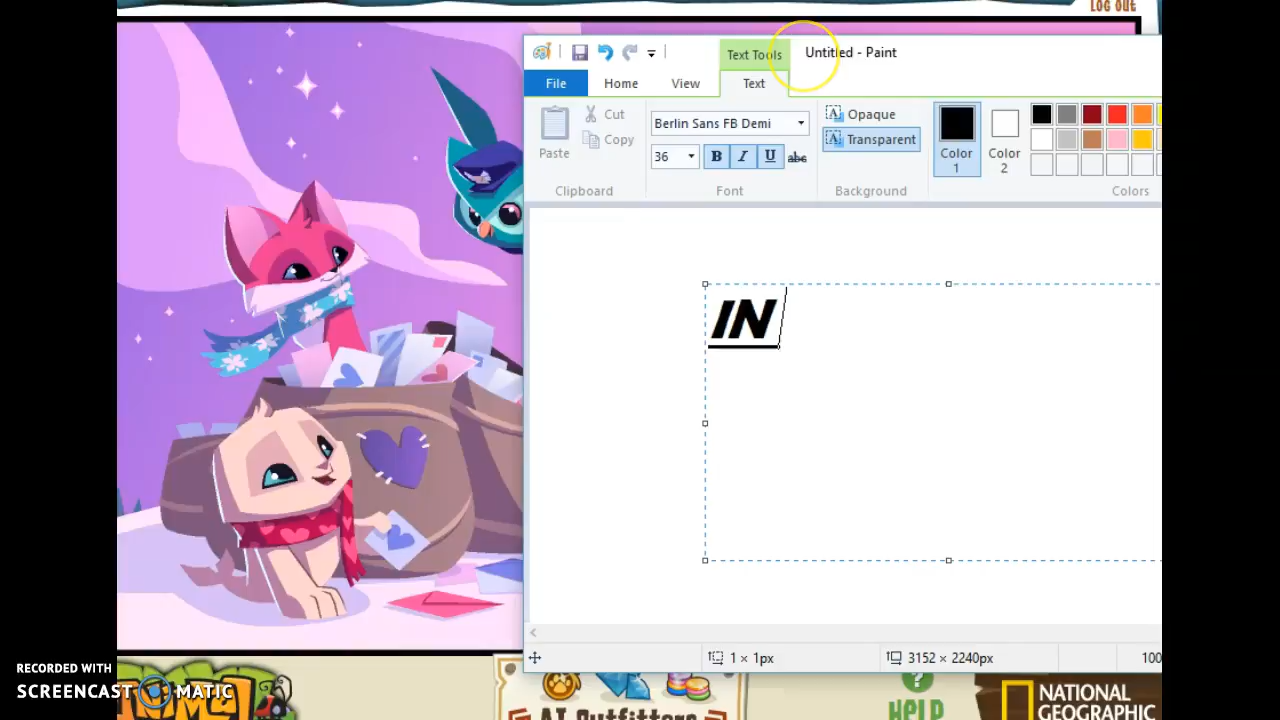 LOG OUT
Text Tools
Untitled - Paint
File
Home
View
Text
Paste
Cut
Copy
Berlin Sans FB Demi
36
B
I
U
abc
Opaque
Transparent
Color
1
Color
2
Clipboard
Font
Background
Colors
IN
1 × 1px
3152 × 2240px
100
RECORDED WITH
SCREENCAST MATIC
AJ Outfitters
HELP
NATIONAL
GEOGRAPHIC